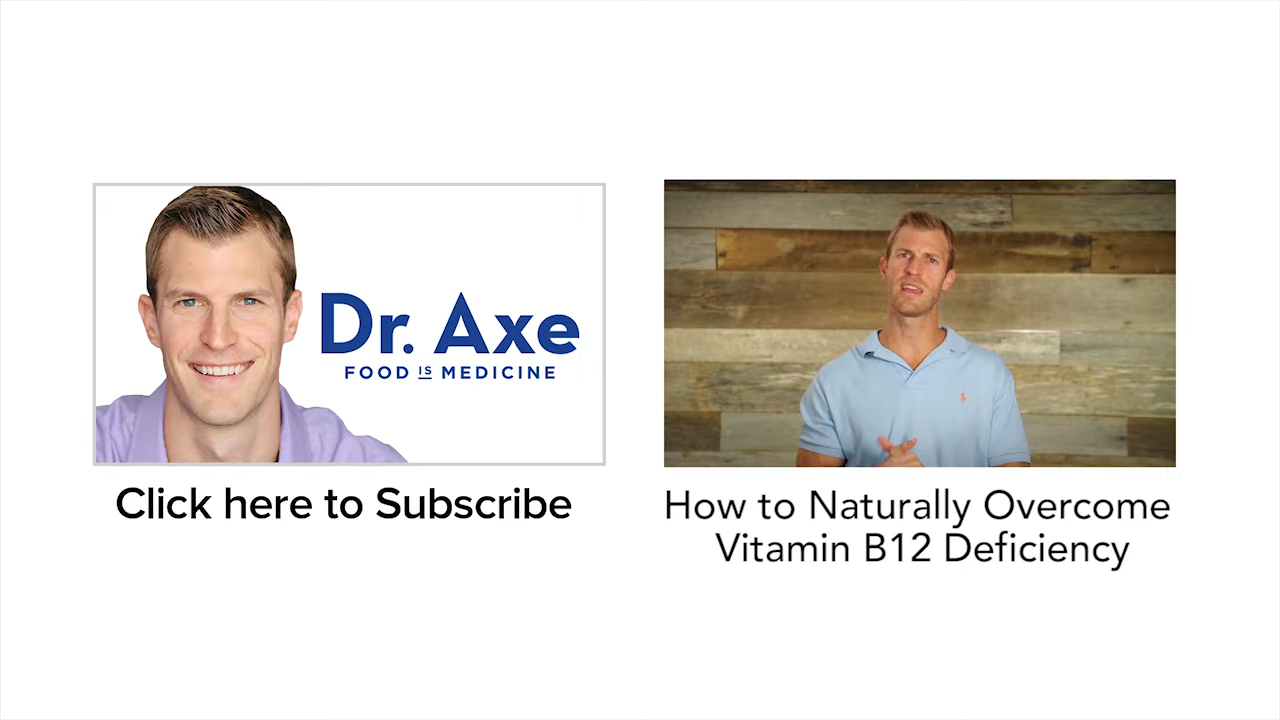 Dr. Axe
FOOD IS MEDICINE
Click here to Subscribe
How to Naturally Overcome
Vitamin B12 Deficiency